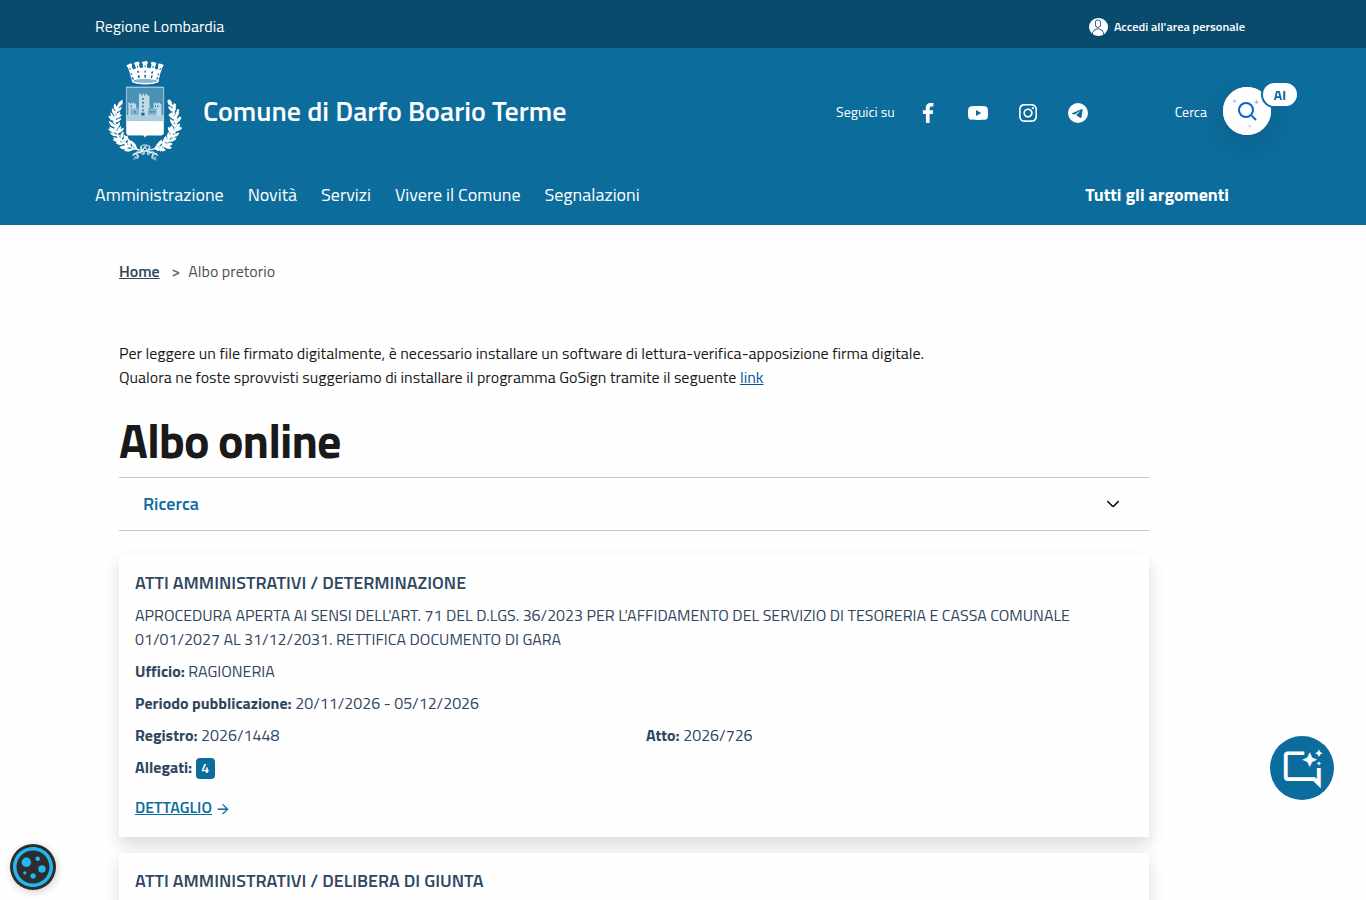 Regione Lombardia
Accedi all'area personale
Comune di Darfo Boario Terme
Seguici su
Cerca
AI
Amministrazione Novità Servizi Vivere il Comune Segnalazioni
Tutti gli argomenti
Home > Albo pretorio
Per leggere un file firmato digitalmente, è necessario installare un software di lettura-verifica-apposizione firma digitale.
Qualora ne foste sprovvisti suggeriamo di installare il programma GoSign tramite il seguente link
Albo online
Ricerca
ATTI AMMINISTRATIVI / DETERMINAZIONE
APROCEDURA APERTA AI SENSI DELL'ART. 71 DEL D.LGS. 36/2023 PER L'AFFIDAMENTO DEL SERVIZIO DI TESORERIA E CASSA COMUNALE
01/01/2027 AL 31/12/2031. RETTIFICA DOCUMENTO DI GARA
Ufficio: RAGIONERIA
Periodo pubblicazione: 20/11/2026 - 05/12/2026
Registro: 2026/1448
Atto: 2026/726
Allegati: 4
DETTAGLIO
ATTI AMMINISTRATIVI / DELIBERA DI GIUNTA